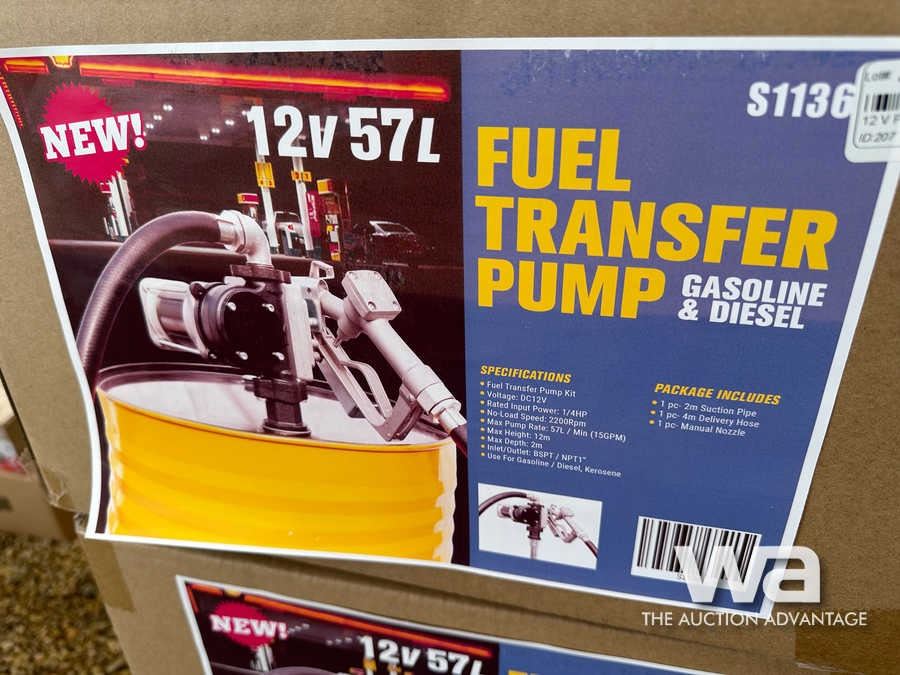 NEW!
12V 57L
S1136
Lot#:
12 V
ID:207
FUEL
TRANSFER
PUMP
GASOLINE
& DIESEL
SPECIFICATIONS
• Fuel Transfer Pump Kit
• Voltage: DC12V
• Rated Input Power: 1/4HP
• No-Load Speed: 2200Rpm
• Max Pump Rate: 57L / Min (15GPM)
• Max Height: 12m
• Max Depth: 2m
• Inlet/Outlet: BSPT / NPT1"
• Use For Gasoline / Diesel, Kerosene
PACKAGE INCLUDES
• 1 pc- 2m Suction Pipe
• 1 pc- 4m Delivery Hose
• 1 pc- Manual Nozzle
wa
THE AUCTION ADVANTAGE
NEW!
12V 57L